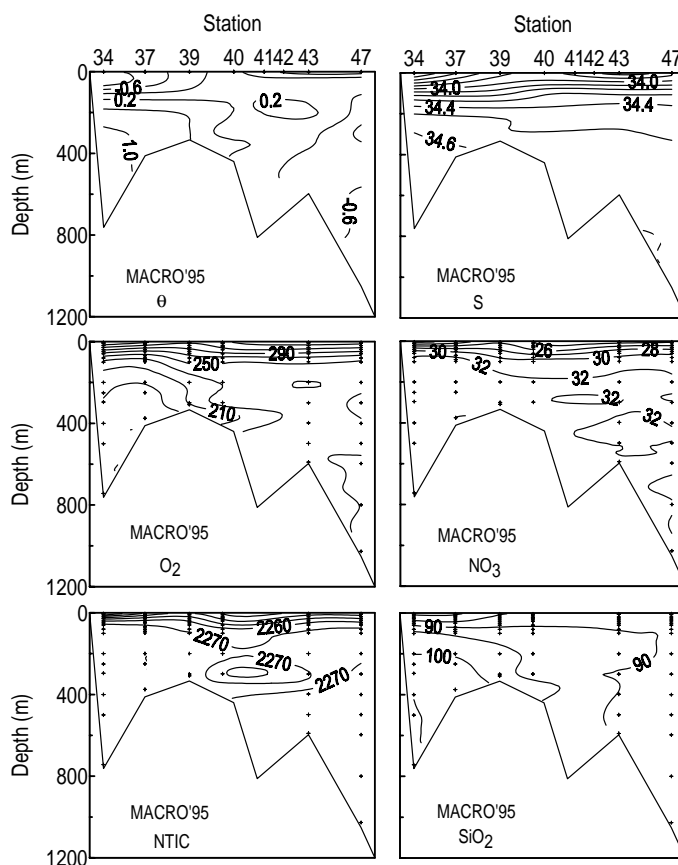 Station
Station
34 37 39 40 4142 43 47
34 37 39 40 4142 43 47
Depth (m)
0
400
800
1200
-0.6
0.2
0.2
1.0
-0.6
MACRO'95
θ
34.0
34.0
34.4
34.4
34.6
MACRO'95
S
Depth (m)
0
400
800
1200
250
290
210
MACRO'95
O2
30
26
28
30
32
32
32
32
MACRO'95
NO3
Depth (m)
0
400
800
1200
2270
2260
2270
2270
MACRO'95
NTIC
90
100
90
MACRO'95
SiO2